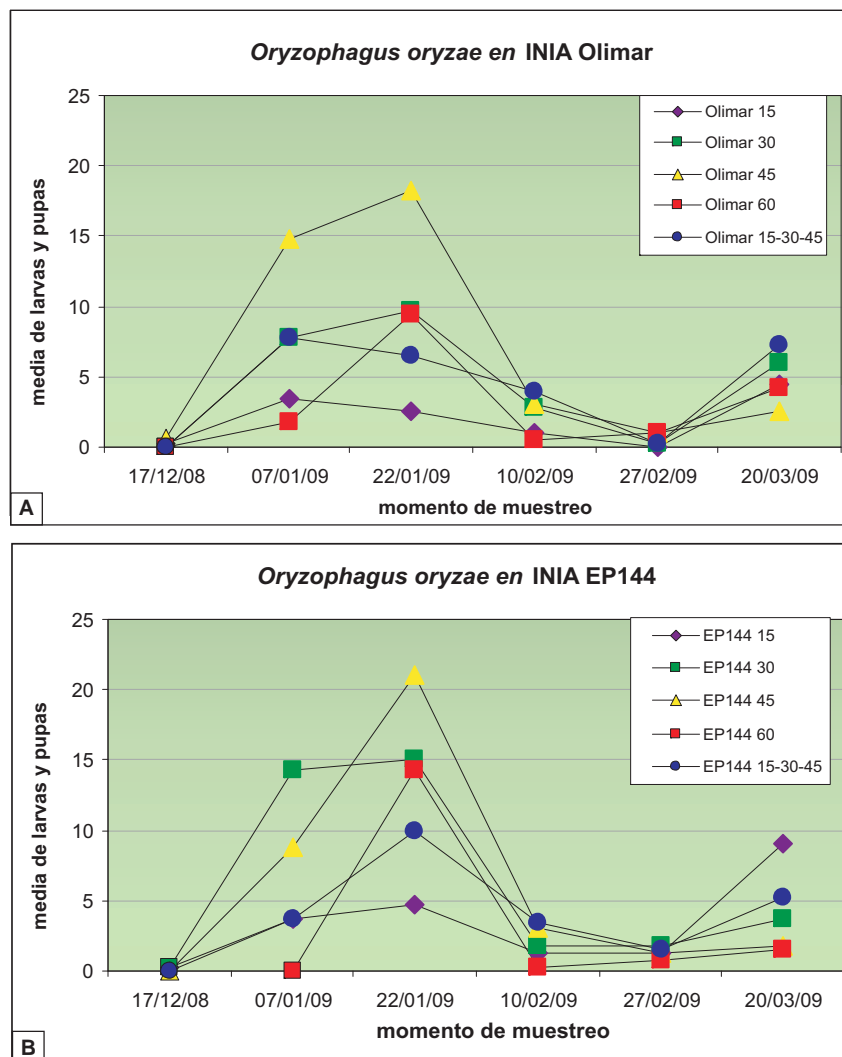 Oryzophagus oryzae en INIA Olimar
25
20
15
10
5
0
media de larvas y pupas
Olimar 15
Olimar 30
Olimar 45
Olimar 60
Olimar 15-30-45
17/12/08 07/01/09 22/01/09 10/02/09 27/02/09 20/03/09
momento de muestreo
A
Oryzophagus oryzae en INIA EP144
25
20
15
10
5
0
media de larvas y pupas
EP144 15
EP144 30
EP144 45
EP144 60
EP144 15-30-45
17/12/08 07/01/09 22/01/09 10/02/09 27/02/09 20/03/09
momento de muestreo
B